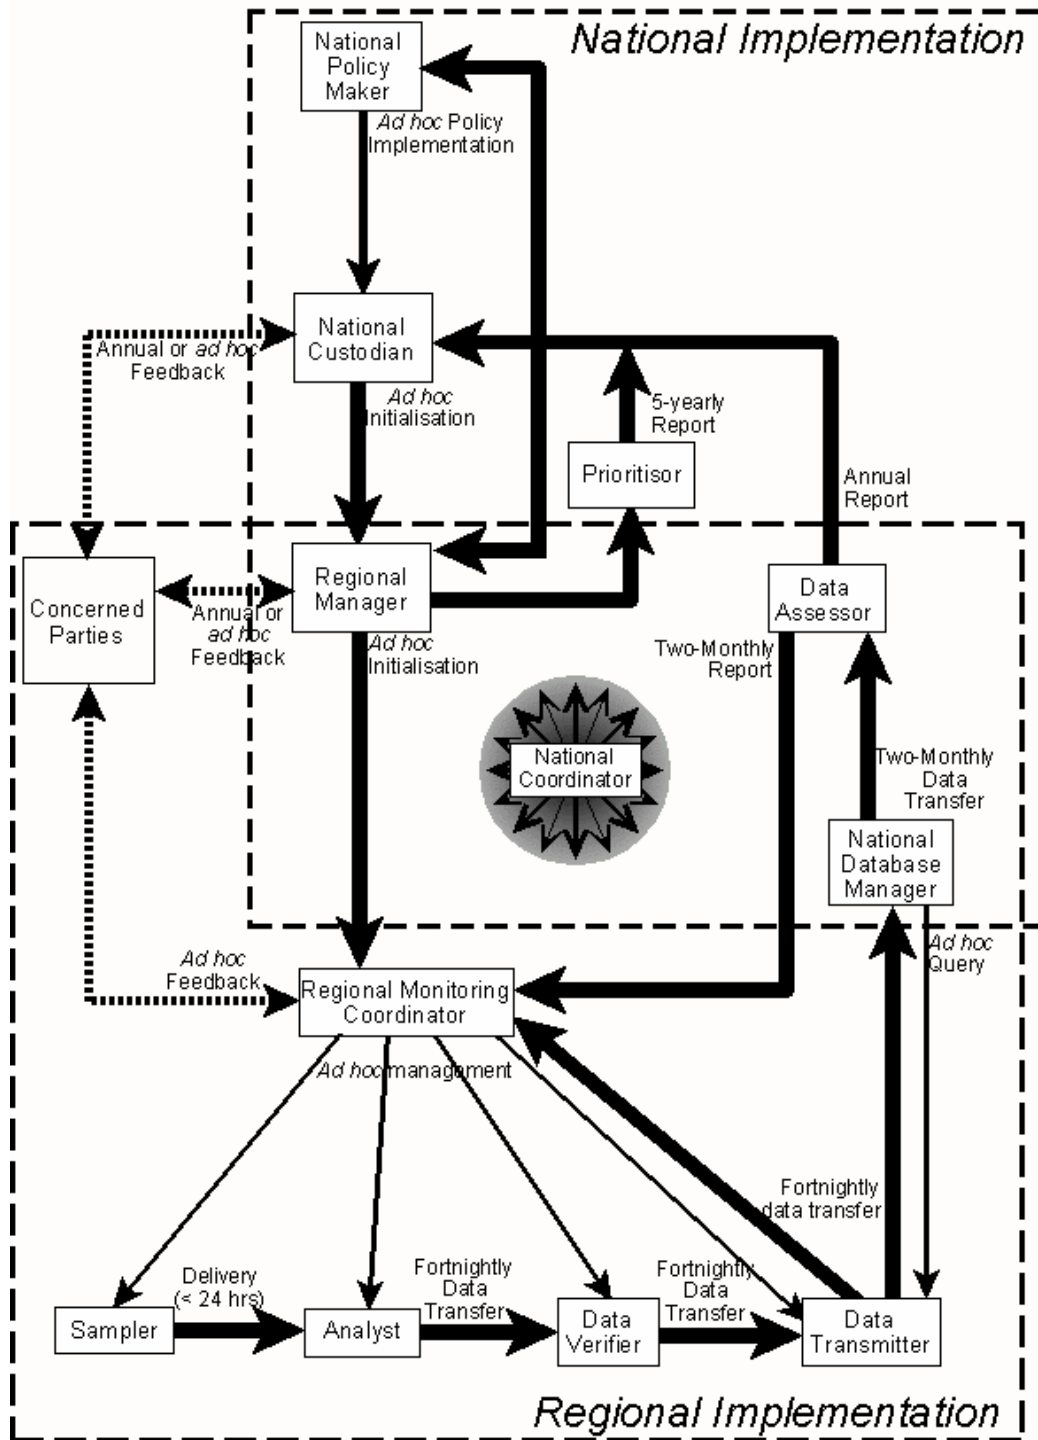 National Implementation
National
Policy
Maker
Ad hoc Policy
Implementation
National
Custodian
Annual or ad hoc
Feedback
Ad hoc
Initialisation
5-yearly
Report
Prioritisor
Annual
Report
Concerned
Parties
Annual or
ad hoc
Feedback
Regional
Manager
Ad hoc
Initialisation
Data
Assessor
Two-Monthly
Report
National
Coordinator
Two-Monthly
Data
Transfer
National
Database
Manager
Ad hoc
Feedback
Regional Monitoring
Coordinator
Ad hoc
Query
Ad hoc management
Fortnightly
data transfer
Delivery
(< 24 hrs)
Fortnightly
Data
Transfer
Fortnightly
Data
Transfer
Sampler
Analyst
Data
Verifier
Data
Transmitter
Regional Implementation